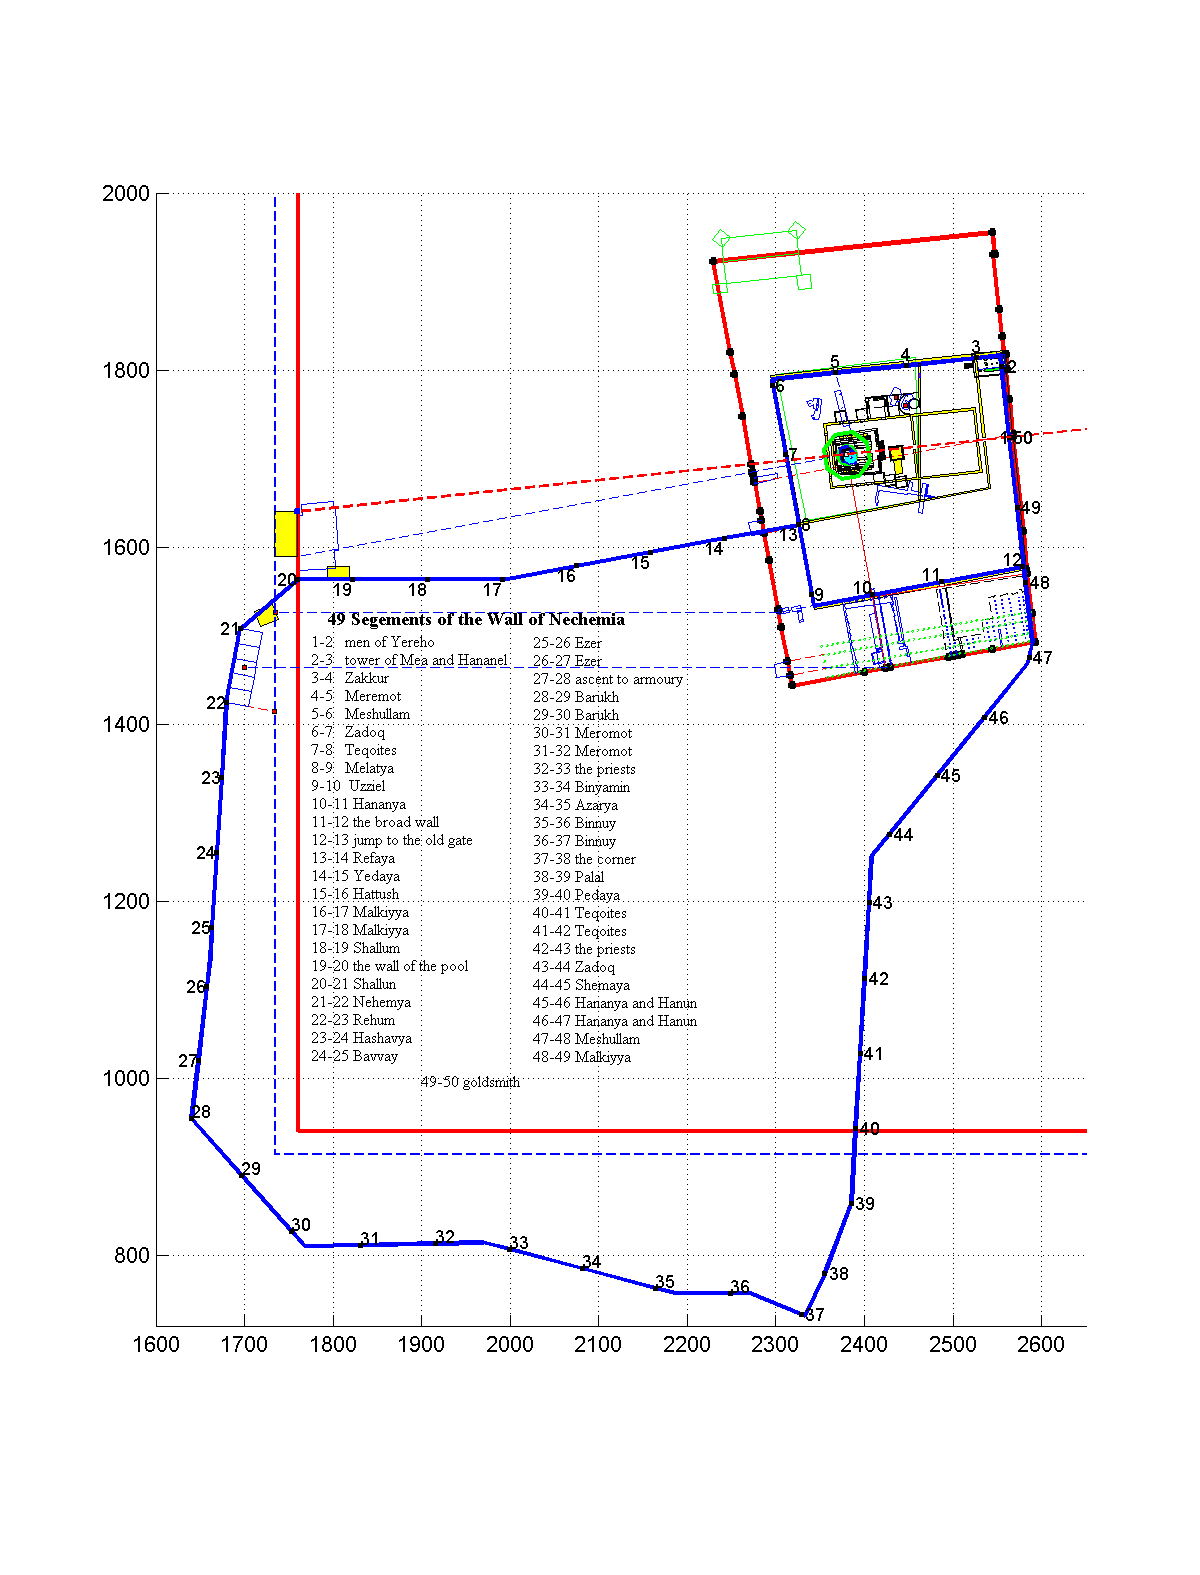 2000
3
4
5
2
6
1800
1
50
7
49
8
13
14
1600
12
15
16
11
48
20
19
18
17
10
9
49 Segements of the Wall of Nechemia
21
1-2 men of Yereho
2-3 tower of Mea and Hananel
3-4 Zakkur
4-5 Meremot
5-6 Meshullam
6-7 Zadoq
7-8 Teqoites
8-9 Melatya
9-10 Uzziel
10-11 Hananya
11-12 the broad wall
12-13 jump to the old gate
13-14 Refaya
14-15 Yedaya
15-16 Hattush
16-17 Malkiyya
17-18 Malkiyya
18-19 Shallum
19-20 the wall of the pool
20-21 Shallun
21-22 Nehemya
22-23 Rehum
23-24 Hashavya
24-25 Bavvay
25-26 Ezer
26-27 Ezer
27-28 ascent to armoury
28-29 Barukh
29-30 Barukh
30-31 Meromot
31-32 Meromot
32-33 the priests
33-34 Binyamin
34-35 Azarya
35-36 Binnuy
36-37 Binnuy
37-38 the corner
38-39 Palal
39-40 Pedaya
40-41 Teqoites
41-42 Teqoites
42-43 the priests
43-44 Zadoq
44-45 Shemaya
45-46 Hananya and Hanun
46-47 Hananya and Hanun
47-48 Meshullam
48-49 Malkiyya
49-50 goldsmith
47
22
46
1400
23
45
44
24
1200
43
25
42
26
41
27
1000
28
40
29
39
30
31
32
33
800
34
38
35
36
37
1600 1700 1800 1900 2000 2100 2200 2300 2400 2500 2600